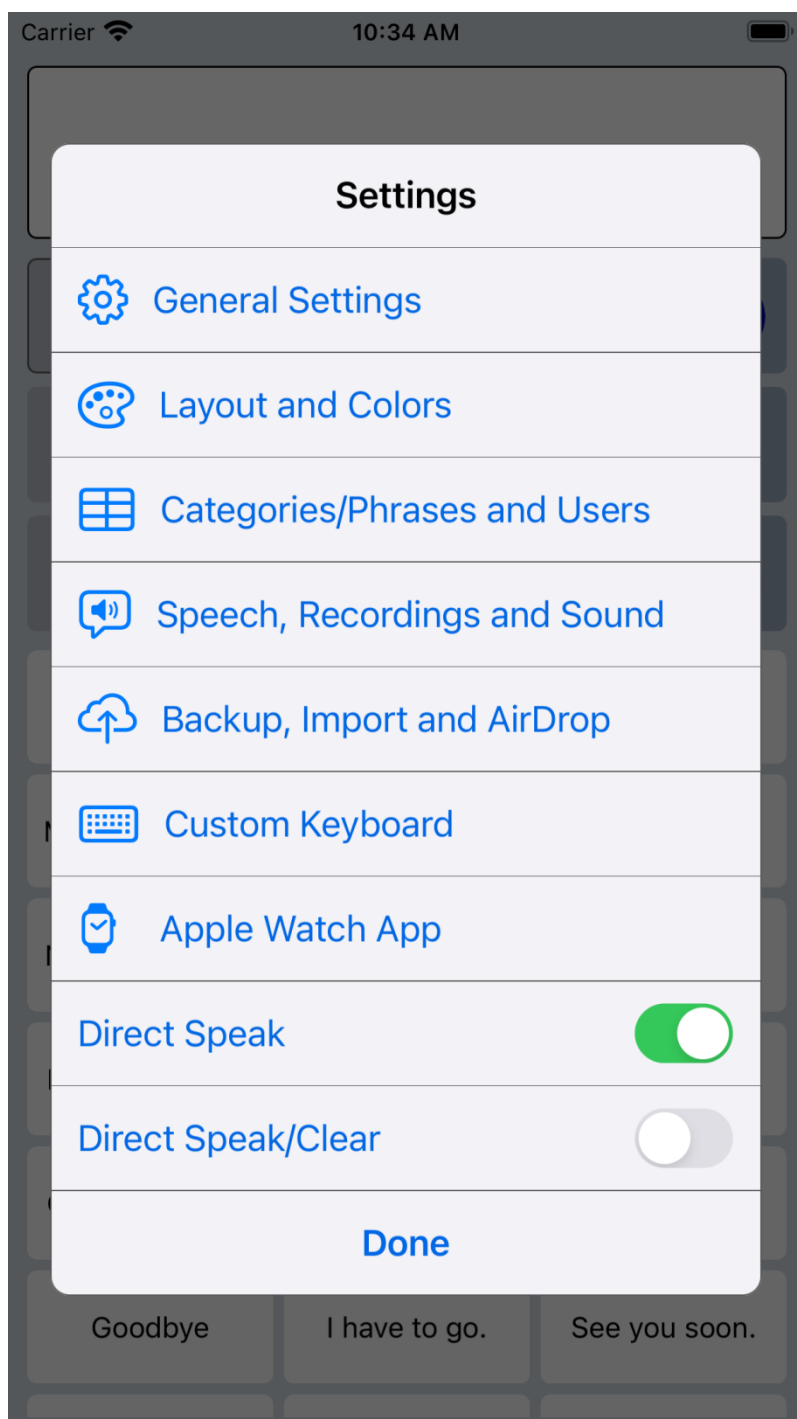 Carrier 10:34 AM
Settings
General Settings
Layout and Colors
Categories/Phrases and Users
Speech, Recordings and Sound
Backup, Import and AirDrop
Custom Keyboard
Apple Watch App
Direct Speak
Direct Speak/Clear
Done
Goodbye I have to go. See you soon.